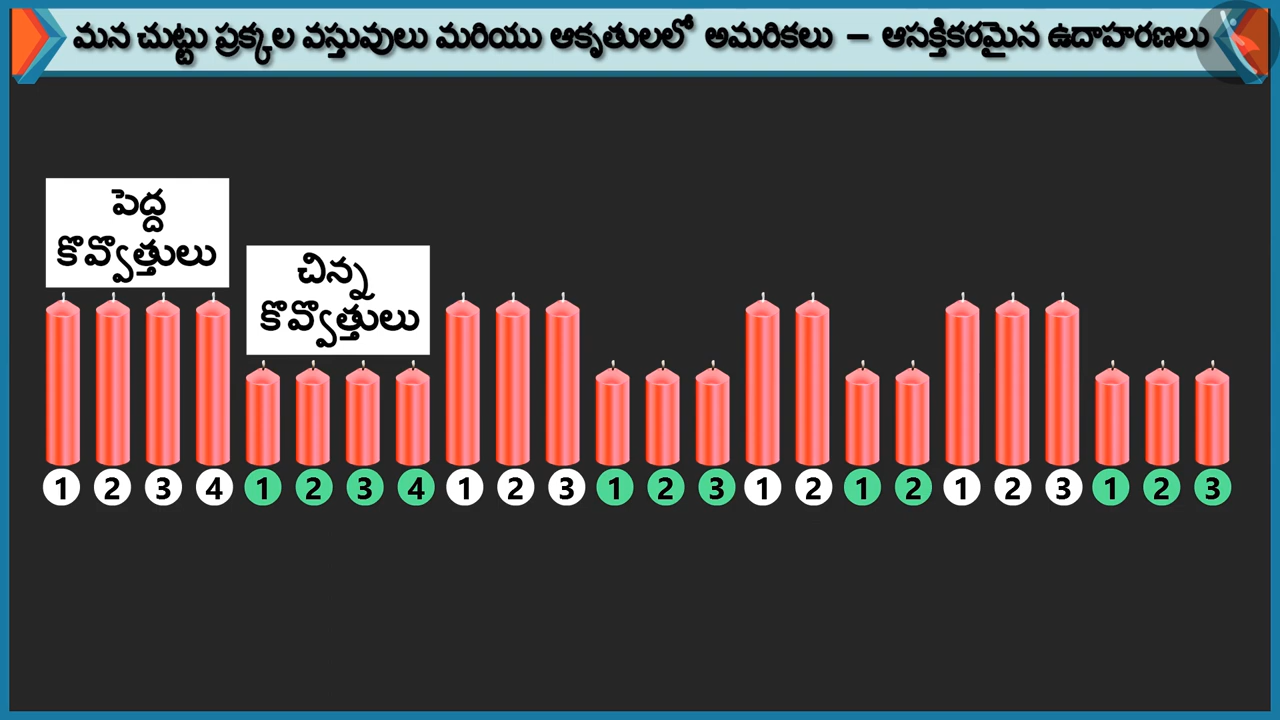 మన చుట్టు ప్రక్కల వస్తువులు మరియు ఆకృతులలో అమరికలు – ఆసక్తికరమైన ఉదాహరణలు
పెద్ద
కొవ్వొత్తులు
చిన్న
కొవ్వొత్తులు
1 2 3 4 1 2 3 4 1 2 3 1 2 3 1 2 1 2 1 2 3 1 2 3